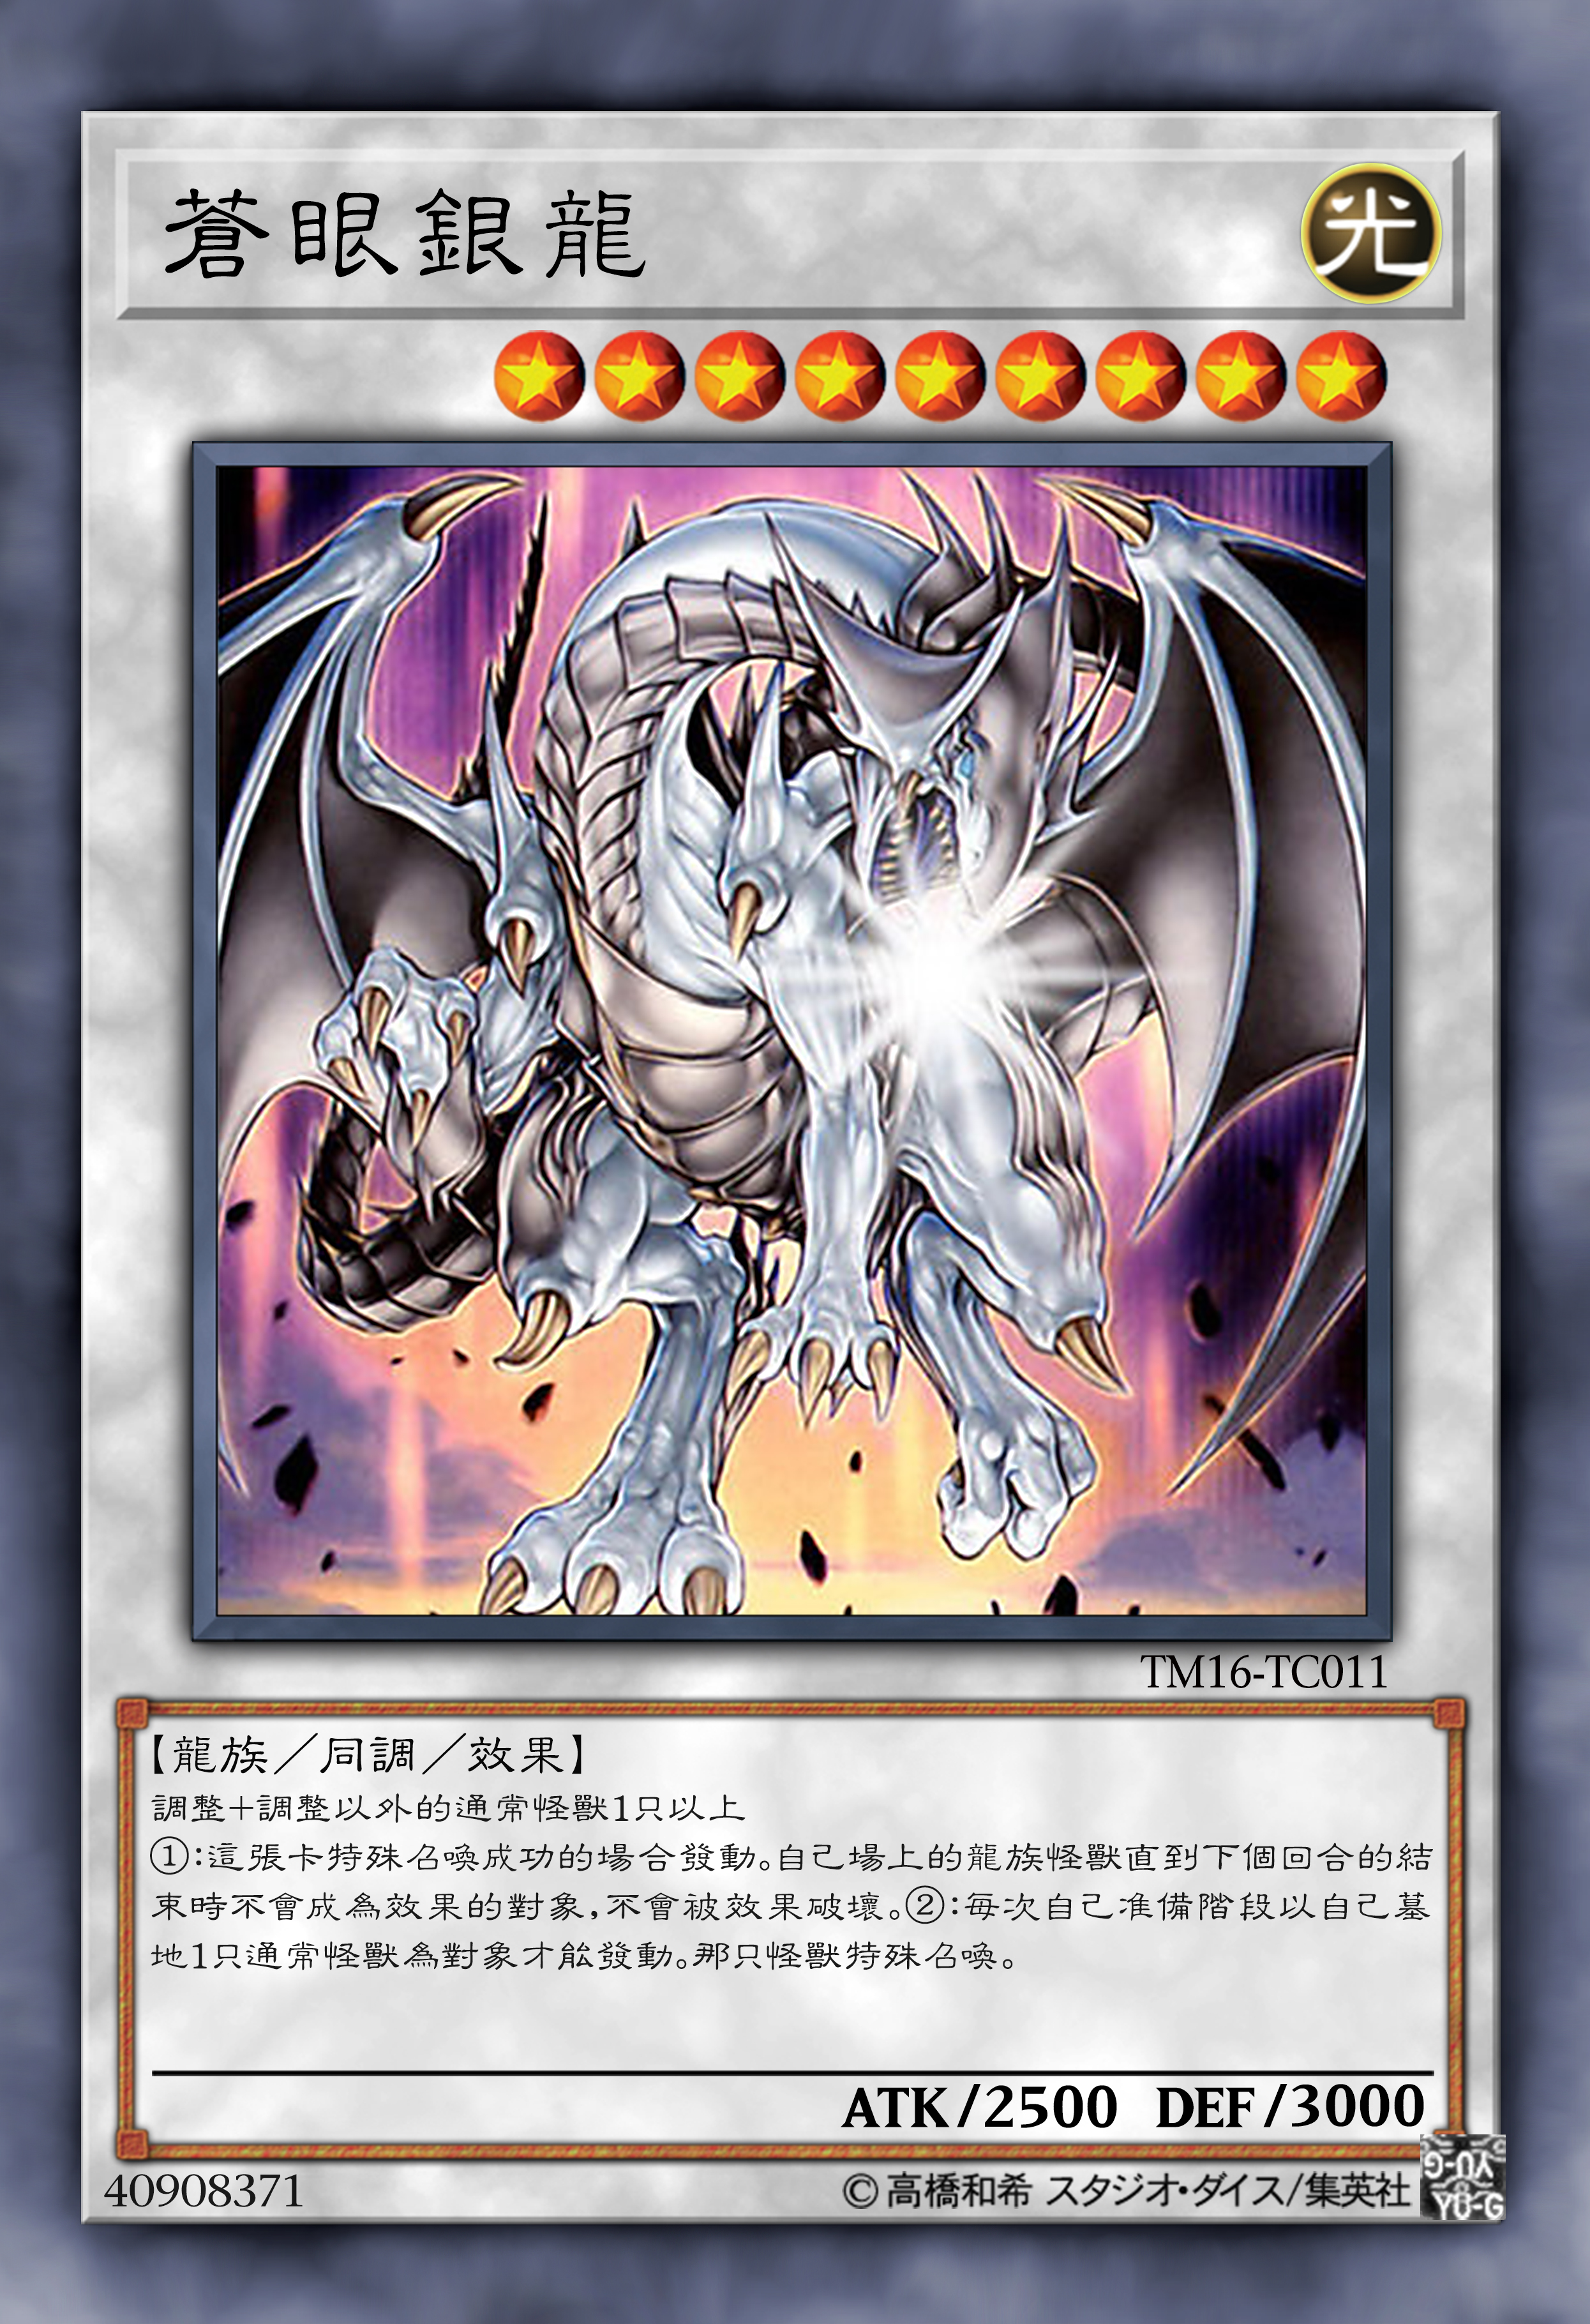 蒼眼銀龍
光
TM16-TC011
【龍族／同調／效果】
調整+調整以外的通常怪獸1只以上
①:這張卡特殊召喚成功的場合發動。自己場上的龍族怪獸直到下個回合的結
束時不會成為效果的對象,不會被效果破壞。②:每次自己准備階段以自己墓
地1只通常怪獸為對象才能發動。那只怪獸特殊召喚。
ATK/2500 DEF/3000
40908371
©高橋和希 スタジオ・ダイス/集英社
YU-G
YU-G